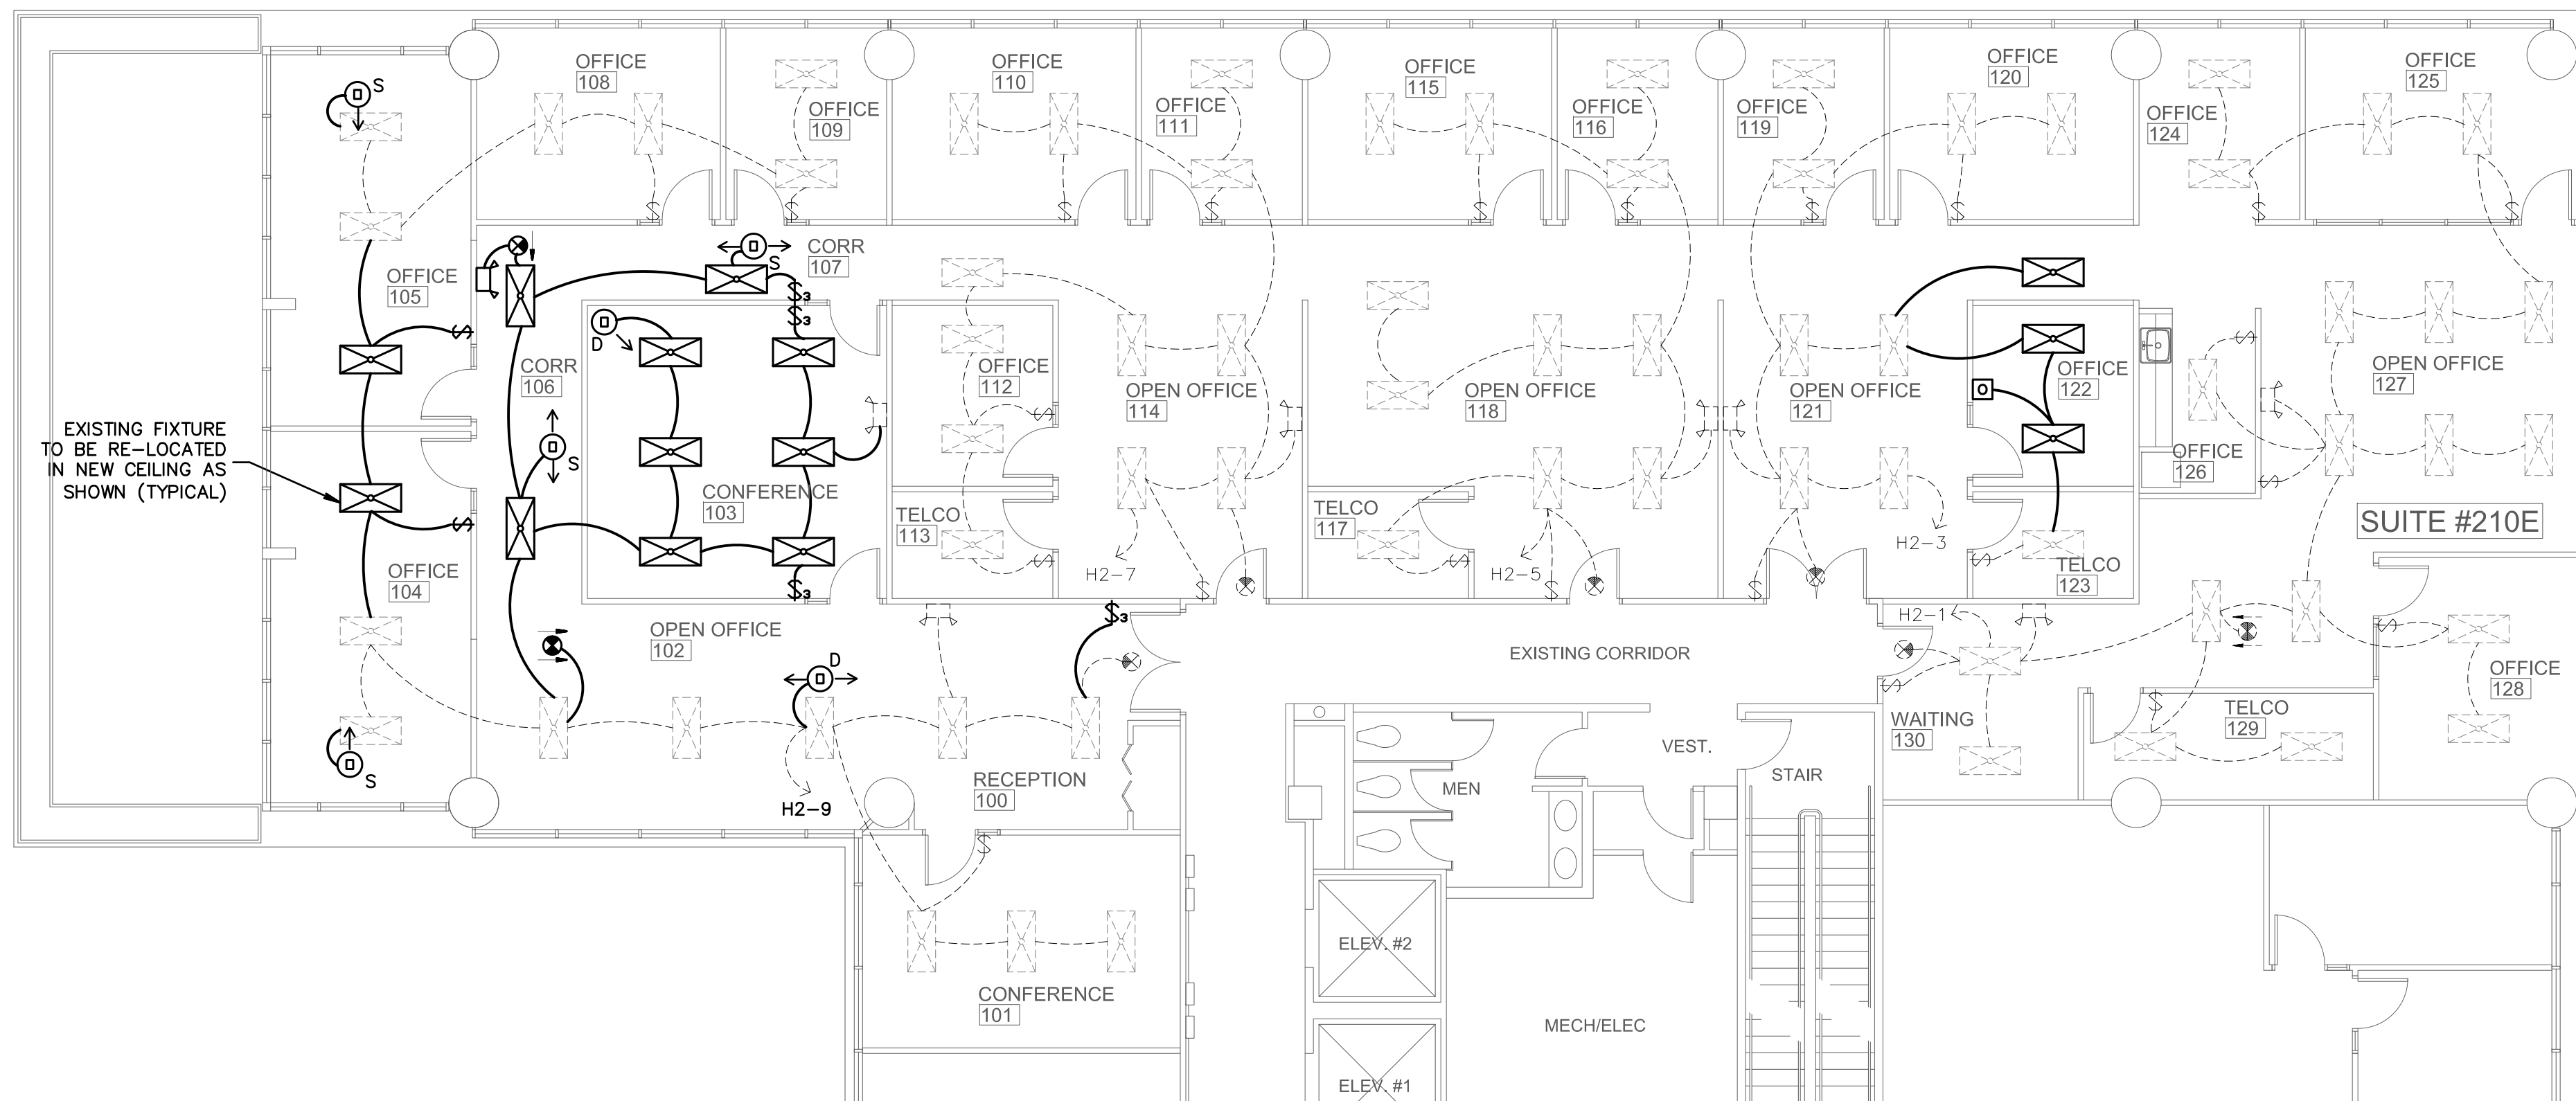 OFFICE
108
OFFICE
109
OFFICE
110
OFFICE
111
OFFICE
115
OFFICE
116
OFFICE
119
OFFICE
120
OFFICE
124
OFFICE
125
S
OFFICE
105
CORR
107
S
$3
$3
D
CORR
106
S
CONFERENCE
103
$3
OFFICE
112
TELCO
113
OPEN OFFICE
114
H2-7
OPEN OFFICE
118
TELCO
117
H2-5
OPEN OFFICE
121
H2-3
OFFICE
122
TELCO
123
OFFICE
126
OPEN OFFICE
127
SUITE #210E
EXISTING FIXTURE
TO BE RE-LOCATED
IN NEW CEILING AS
SHOWN (TYPICAL)
OFFICE
104
S
OPEN OFFICE
102
D
$3
H2-9
RECEPTION
100
EXISTING CORRIDOR
H2-1
WAITING
130
TELCO
129
OFFICE
128
VEST.
MEN
STAIR
CONFERENCE
101
ELEV. #2
MECH/ELEC
ELEV. #1